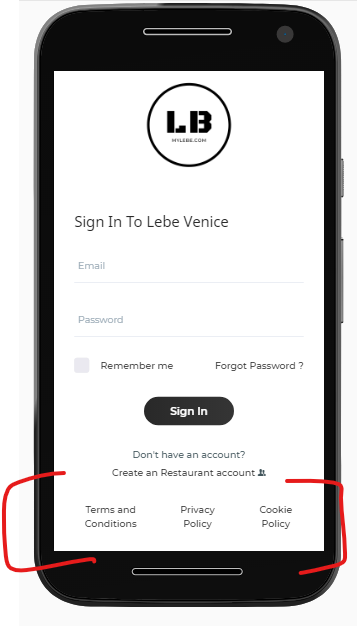 LB
MYLEBE.COM
Sign In To Lebe Venice
Email
Password
Remember me
Forgot Password ?
Sign In
Don't have an account?
Create an Restaurant account
Terms and
Conditions
Privacy
Policy
Cookie
Policy